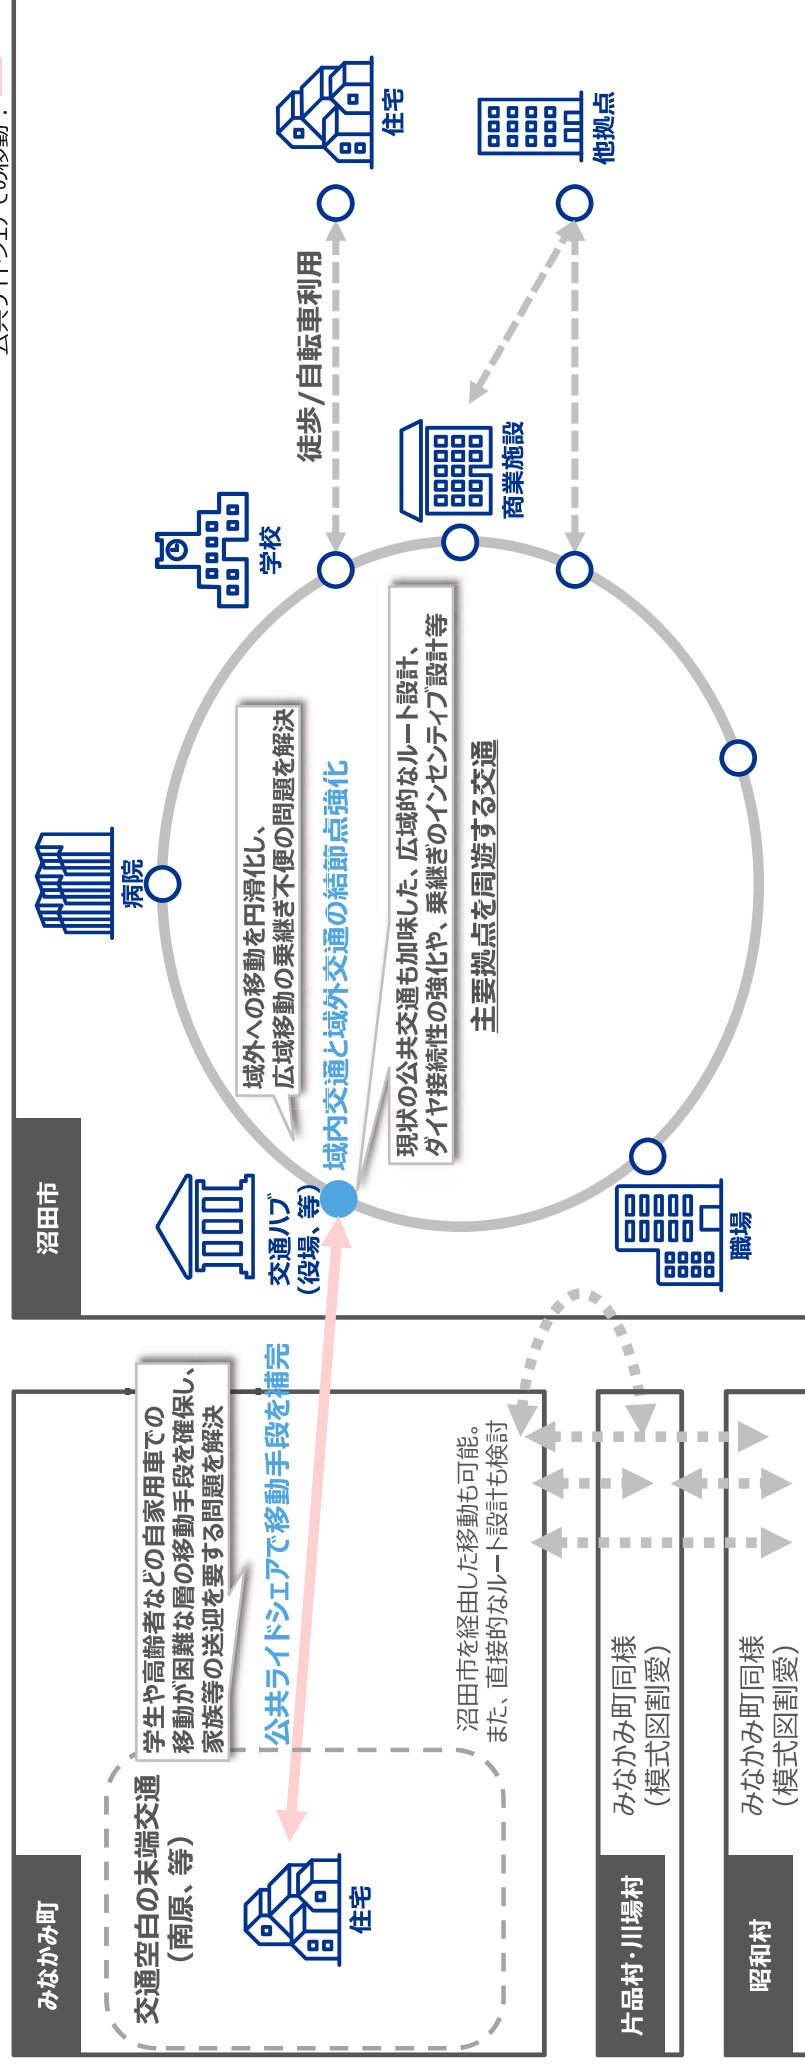 公共ライドシェアでの移動：
みなかみ町
交通空白の末端交通
（南原、等）
住宅
学生や高齢者などの自家用車での
移動が困難な層の移動手段を確保し、
家族等の送迎を要する問題を解決
公共ライドシェアで移動手段を補完
沼田市を経由した移動も可能。
また、直接的なルート設計も検討
片品村・川場村
みなかみ町同様
（模式図割愛）
昭和村
みなかみ町同様
（模式図割愛）
沼田市
交通ハブ
（役場、等）
病院
域外への移動を円滑化し、
広域移動の乗継ぎ不便の問題を解決
域内交通と域外交通の結節点強化
現状の公共交通も加味した、広域的なルート設計、
ダイヤ接続性の強化や、乗継ぎのインセンティブ設計等
主要拠点を周遊する交通
職場
学校
商業施設
徒歩/自転車利用
住宅
他拠点